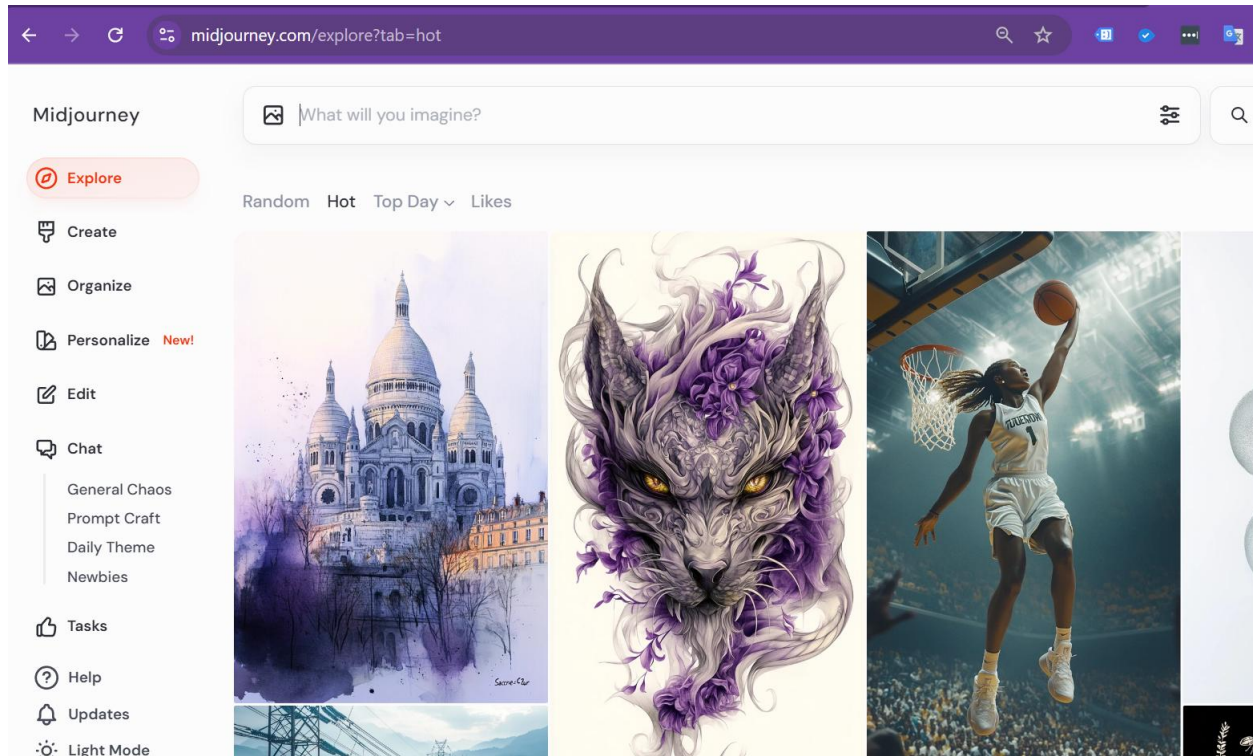 midjourney.com/explore?tab=hot
Midjourney
What will you imagine?
Explore
Random Hot Top Day Likes
Create
Organize
Personalize New!
Edit
Chat
General Chaos
Prompt Craft
Daily Theme
Newbies
Tasks
Help
Updates
Light Mode
1